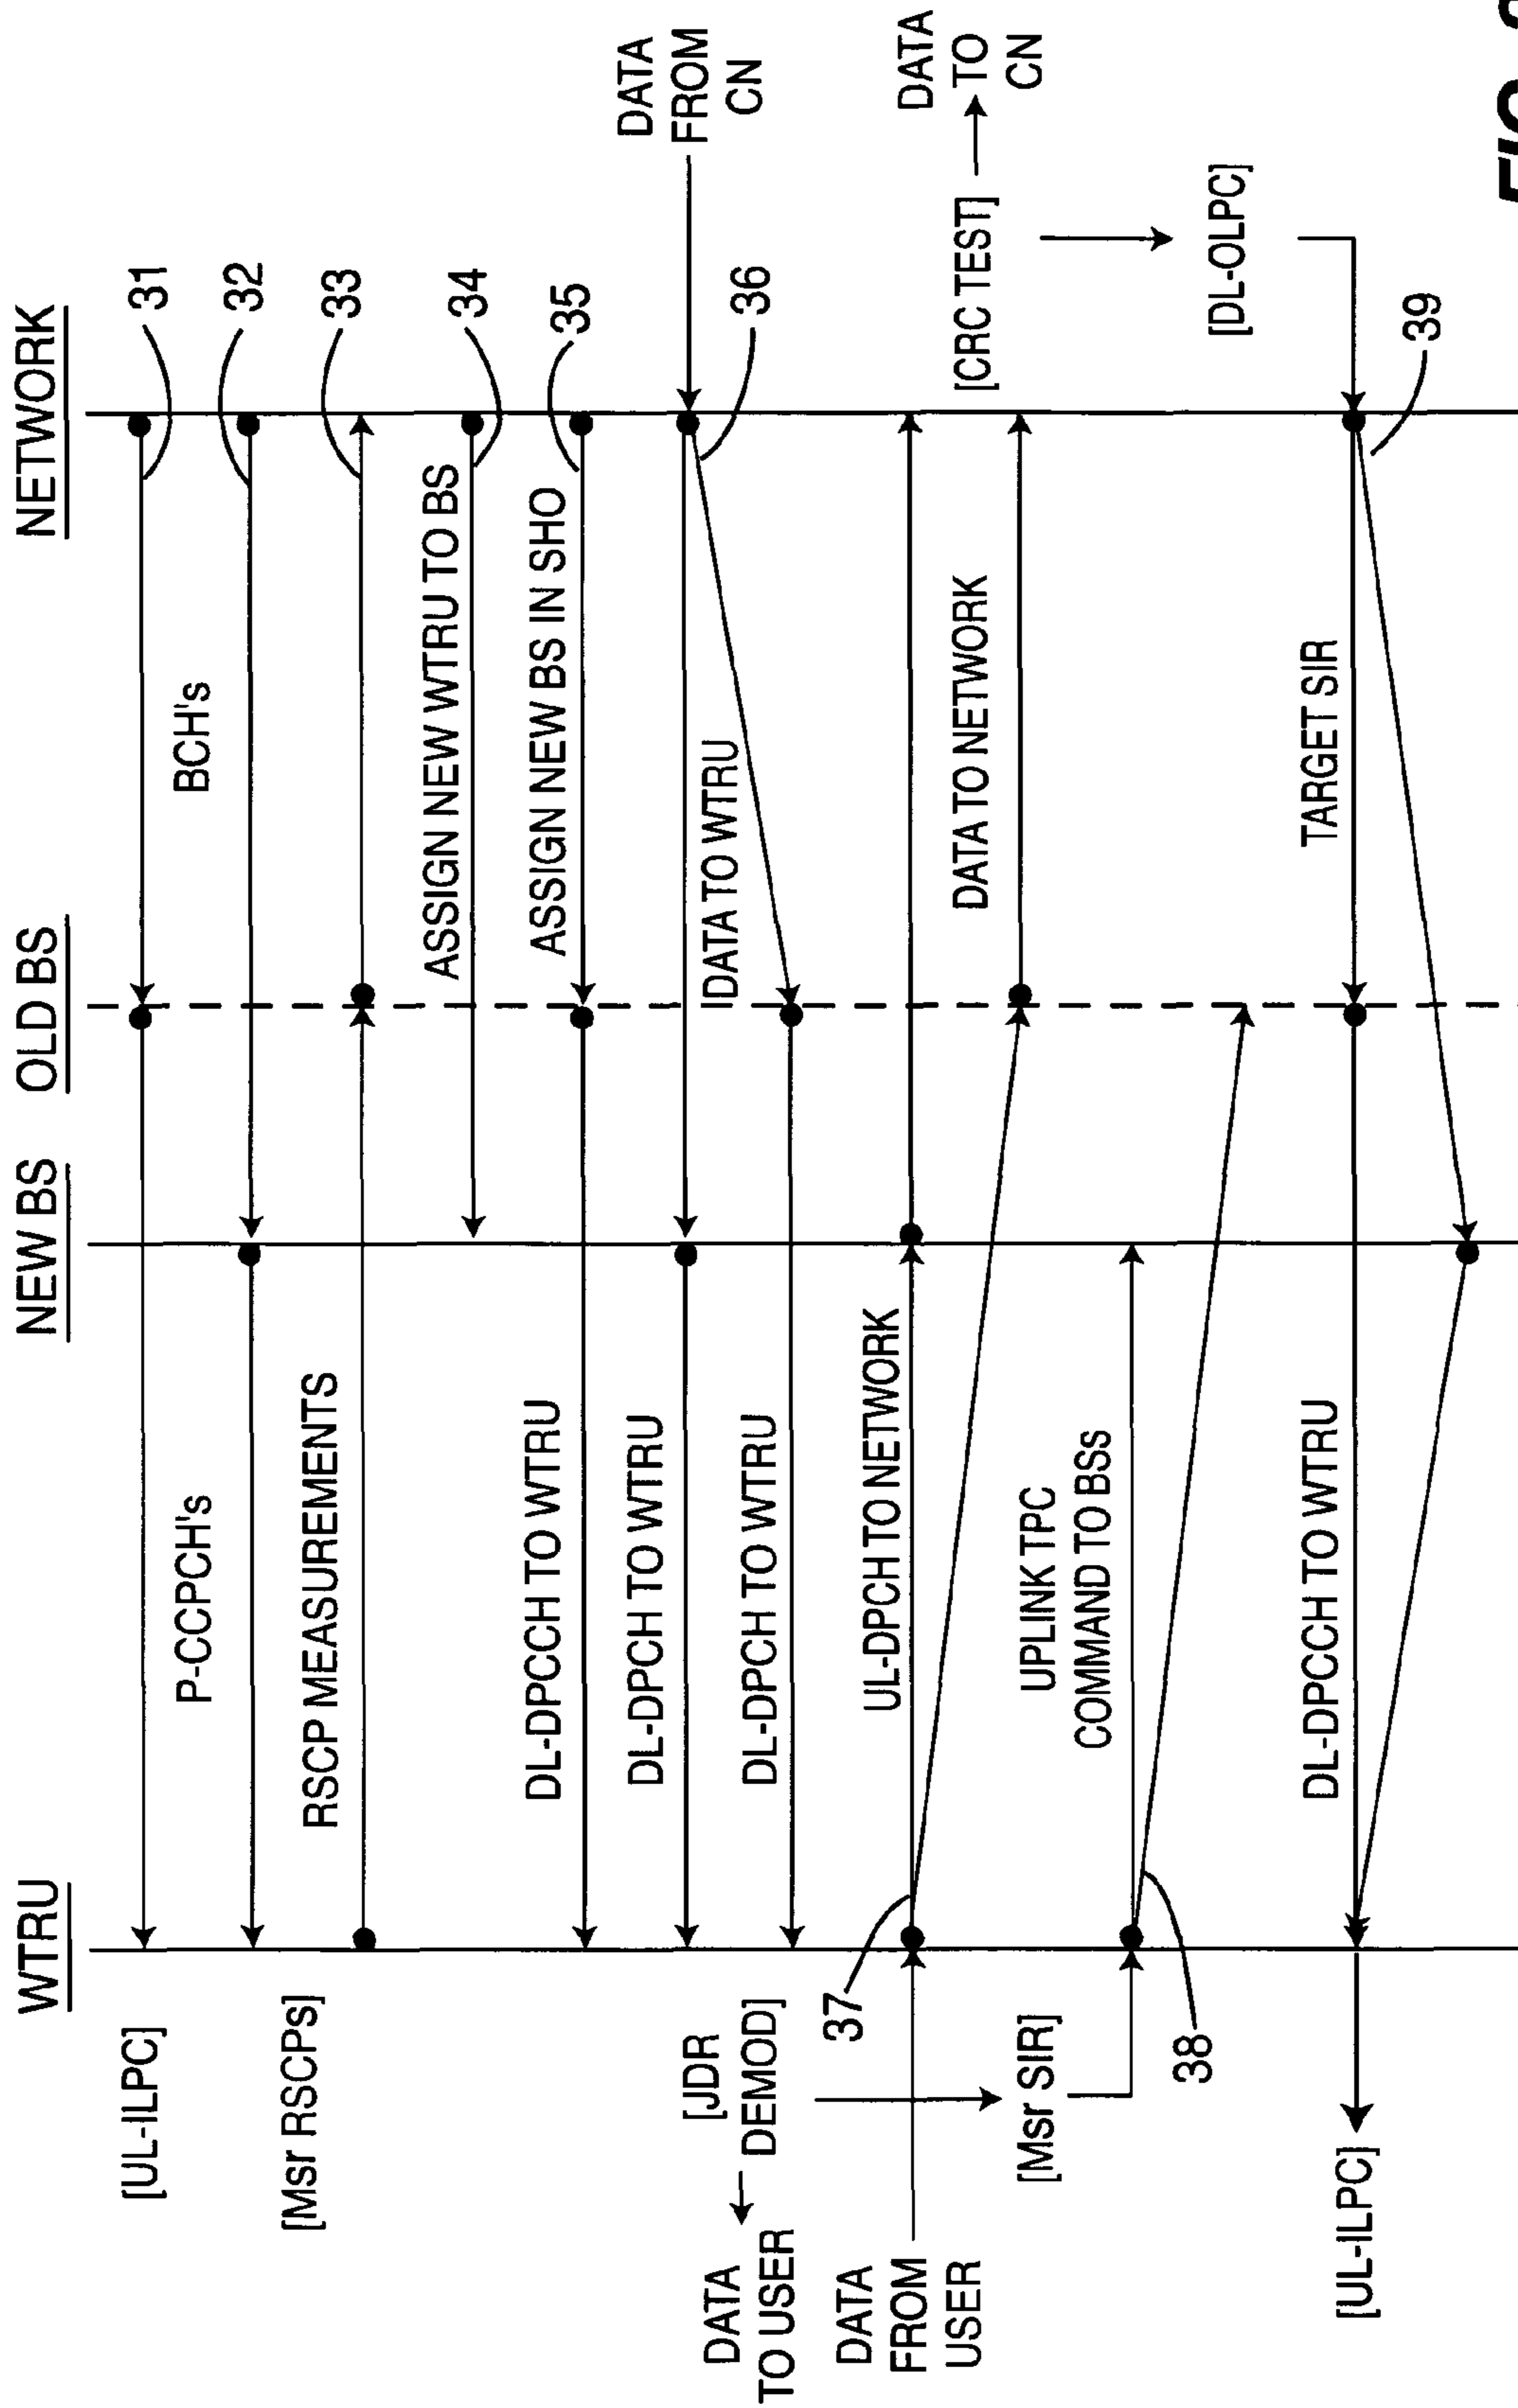 WTRU
NEW BS
OLD BS
NETWORK
[UL-ILPC]
P-CCPCH's
BCH's
31
32
[Msr RSCPs]
RSCP MEASUREMENTS
33
ASSIGN NEW WTRU TO BS
34
DL-DPCCH TO WTRU
ASSIGN NEW BS IN SHO
35
DATA
FROM
CN
DL-DPCH TO WTRU
DATA TO WTRU
36
[JDR
DEMOD]
DATA
TO USER
DL-DPCH TO WTRU
37
DATA
FROM
USER
UL-DPCH TO NETWORK
DATA TO NETWORK
[CRC TEST]
DATA
TO
CN
[Msr SIR]
UPLINK TPC
COMMAND TO BSs
38
[DL-OLPC]
[UL-ILPC]
DL-DPCCH TO WTRU
TARGET SIR
39